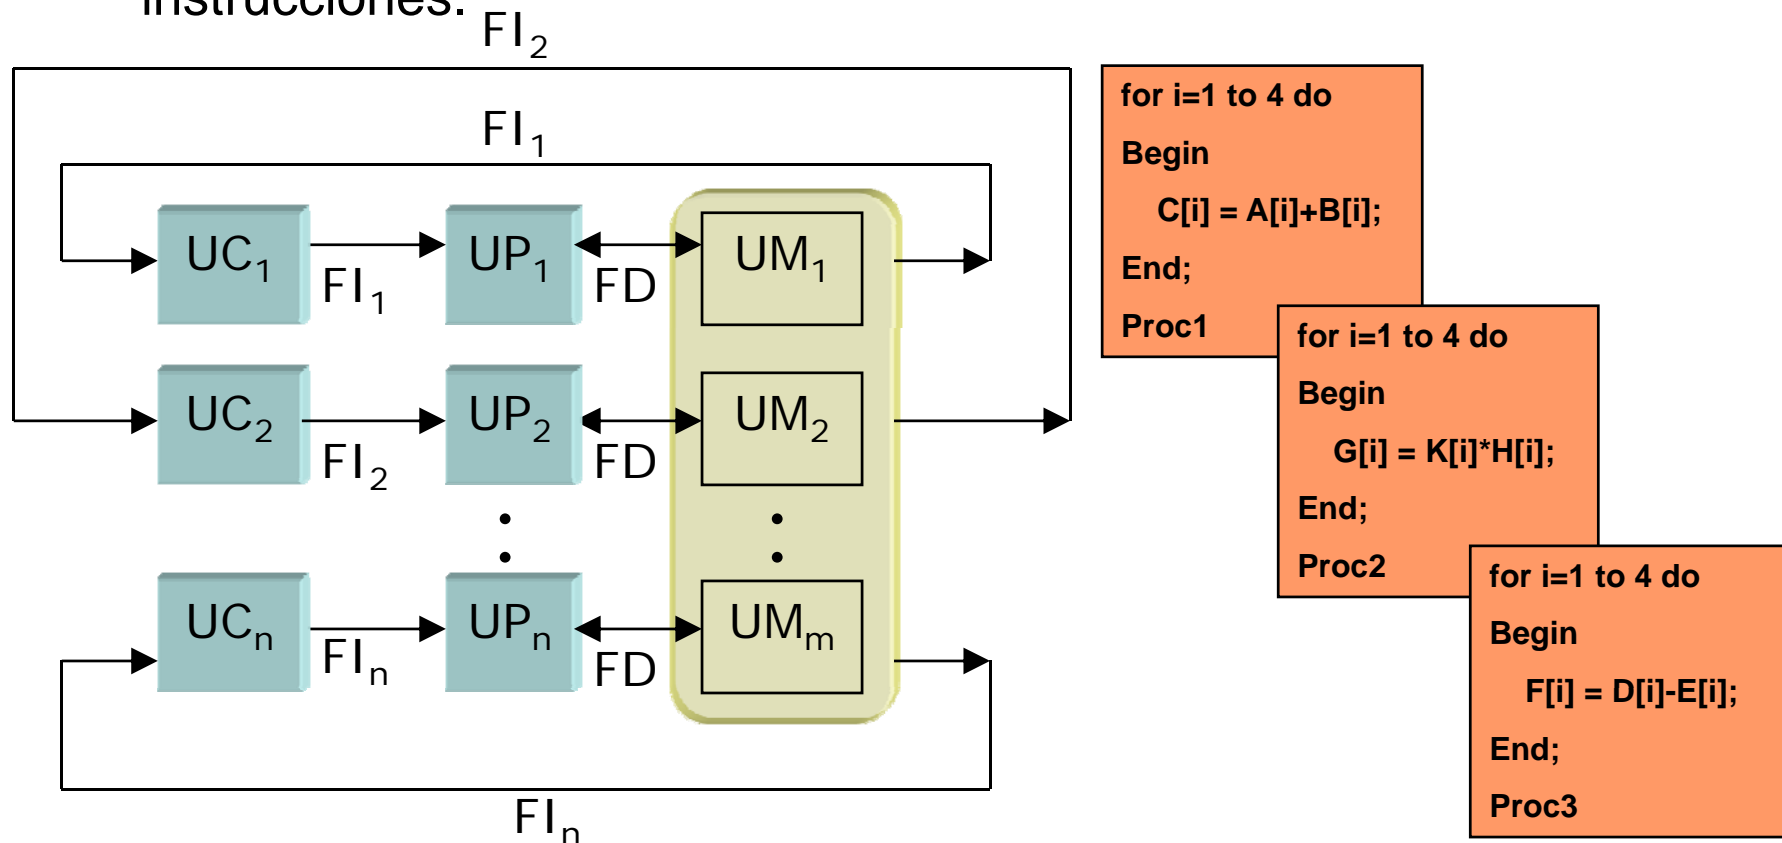 instrucciones.
FI₂
FI₁
UC₁
FI₁
UP₁
FD
UM₁
UC₂
FI₂
UP₂
FD
UM₂
UCₙ
FIₙ
UPₙ
FD
UMₘ
FIₙ
for i=1 to 4 do
Begin
C[i] = A[i]+B[i];
End;
Proc1
for i=1 to 4 do
Begin
G[i] = K[i]*H[i];
End;
Proc2
for i=1 to 4 do
Begin
F[i] = D[i]-E[i];
End;
Proc3